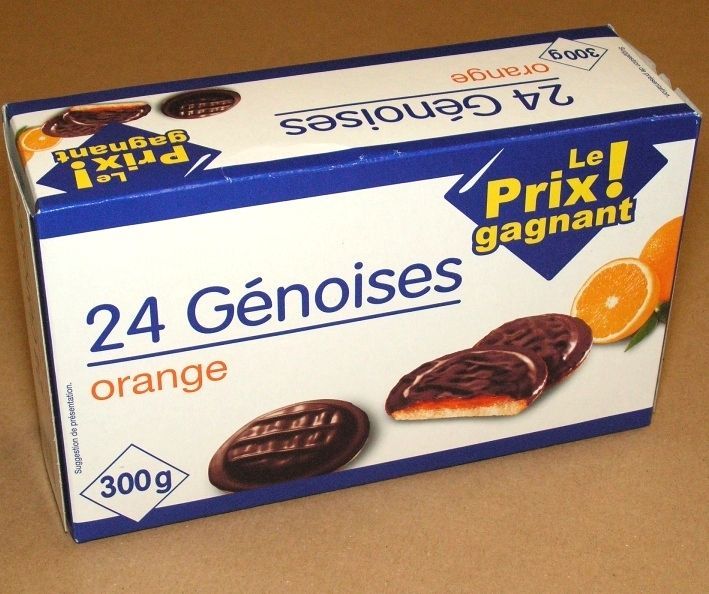 300g
orange
24 Génoises
Le
Prix!
gagnant
Le
Prix!
gagnant
24 Génoises
orange
Suggestion de présentation.
300g